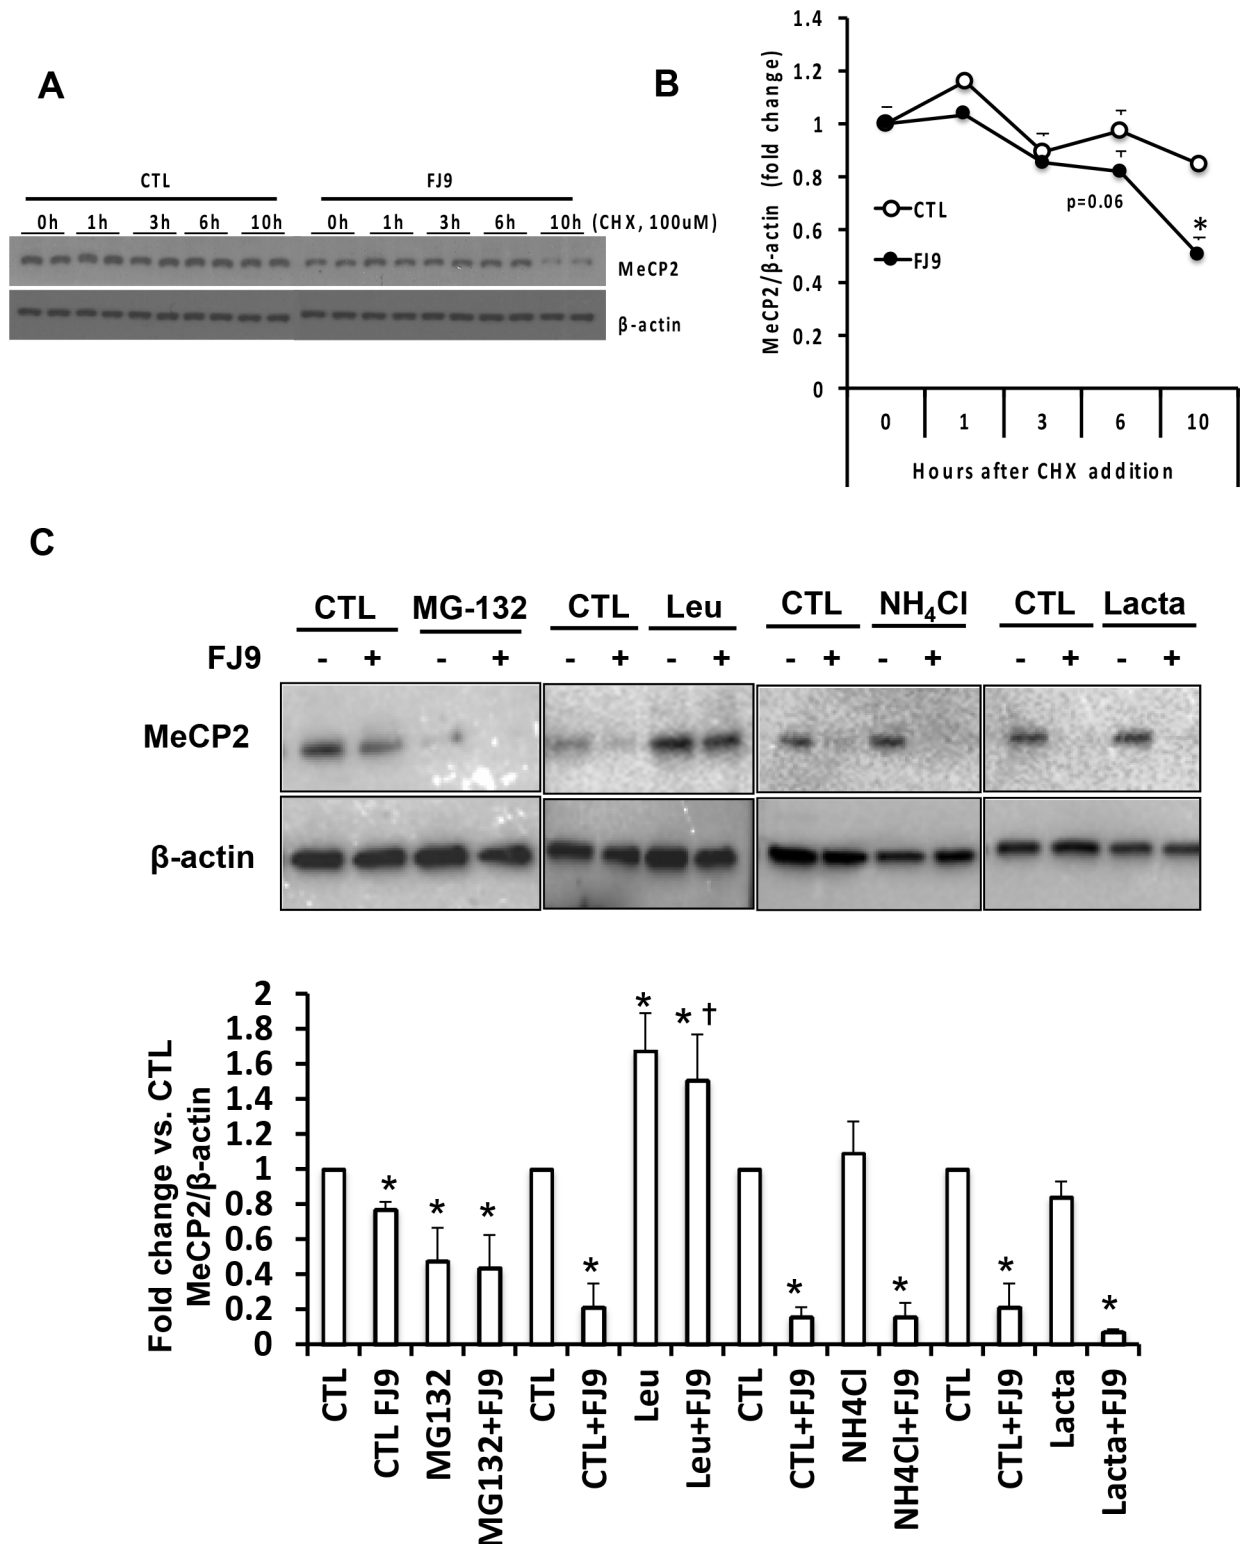 A
CTL FJ9
0h 1h 3h 6h 10h 0h 1h 3h 6h 10h (CHX, 100uM)
MeCP2
β-actin
B
MeCP2/β-actin (fold change)
1.4
1.2
1
0.8
0.6
0.4
0.2
0
CTL
FJ9
p=0.06
*
0 1 3 6 10
Hours after CHX addition
C
CTL MG-132 CTL Leu CTL NH4Cl CTL Lacta
FJ9 - + - + - + - + - + - + - + - +
MeCP2
β-actin
Fold change vs. CTL
MeCP2/β-actin
2
1.8
1.6
1.4
1.2
1
0.8
0.6
0.4
0.2
0
* * * * * * † * * * *
CTL
CTL FJ9
MG132
MG132+FJ9
CTL
CTL+FJ9
Leu
Leu+FJ9
CTL
CTL+FJ9
NH4Cl
NH4Cl+FJ9
CTL
CTL+FJ9
Lacta
Lacta+FJ9